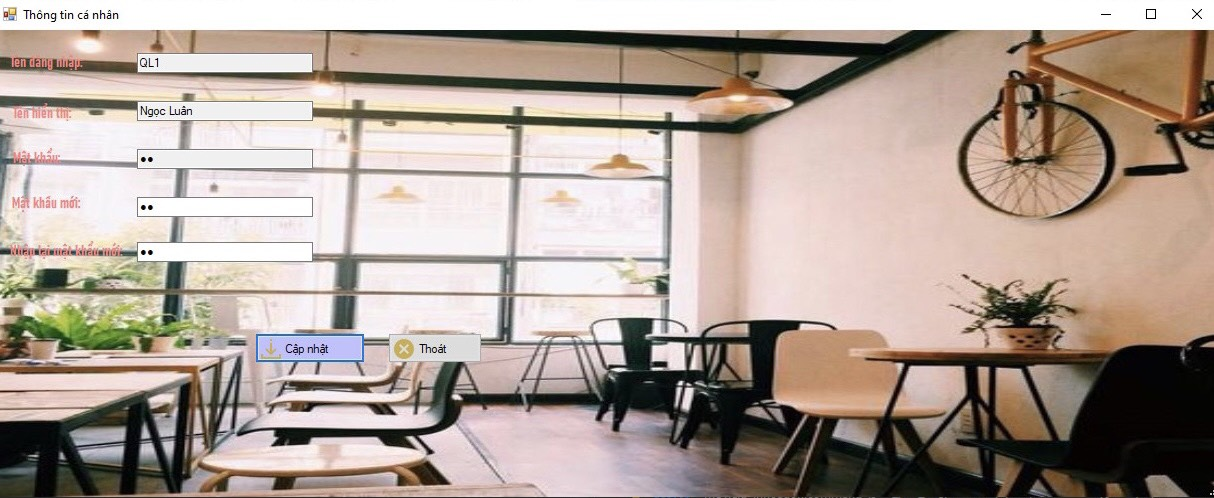 Thông tin cá nhân
Tên đăng nhập: QL1
Tên hiển thị: Ngọc Luân
Mật khẩu: ●●
Mật khẩu mới: ●●
Nhập lại mật khẩu mới: ●●
Cập nhật Thoát